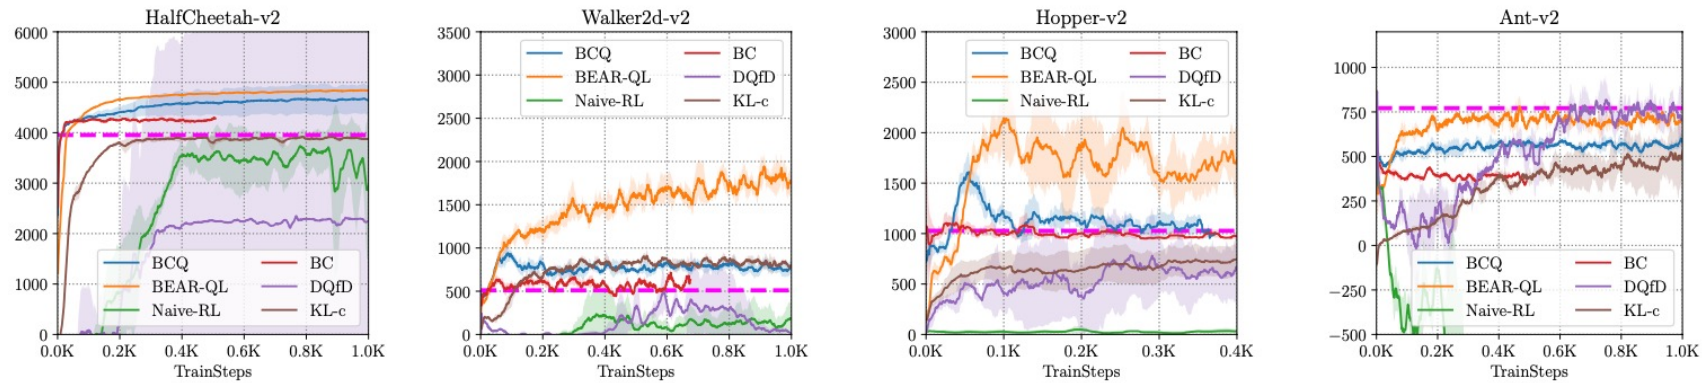 HalfCheetah-v2
6000
5000
4000
3000
2000
1000
0
0.0K 0.2K 0.4K 0.6K 0.8K 1.0K
TrainSteps
BCQ BC
BEAR-QL DQfD
Naive-RL KL-c
Walker2d-v2
3500
3000
2500
2000
1500
1000
500
0
0.0K 0.2K 0.4K 0.6K 0.8K 1.0K
TrainSteps
BCQ BC
BEAR-QL DQfD
Naive-RL KL-c
Hopper-v2
3000
2500
2000
1500
1000
500
0
0.0K 0.1K 0.2K 0.3K 0.4K
TrainSteps
BCQ BC
BEAR-QL DQfD
Naive-RL KL-c
Ant-v2
1000
750
500
250
0
−250
−500
0.0K 0.2K 0.4K 0.6K 0.8K 1.0K
TrainSteps
BCQ BC
BEAR-QL DQfD
Naive-RL KL-c